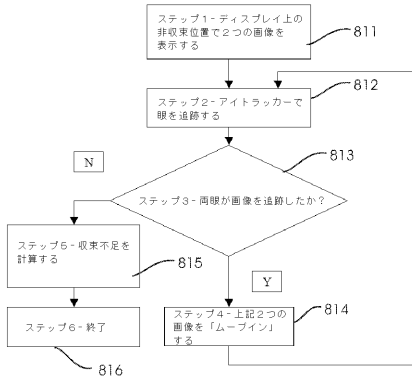 ステップ1-ディスプレイ上の
非収束位置で2つの画像を
表示する
811
ステップ2-アイトラッカーで
眼を追跡する
812
813
N
ステップ3-両眼が画像を追跡したか？
ステップ5-収束不足を
計算する
815
Y
ステップ4-上記2つの
画像を「ムーブイン」
する
814
ステップ6-終了
816